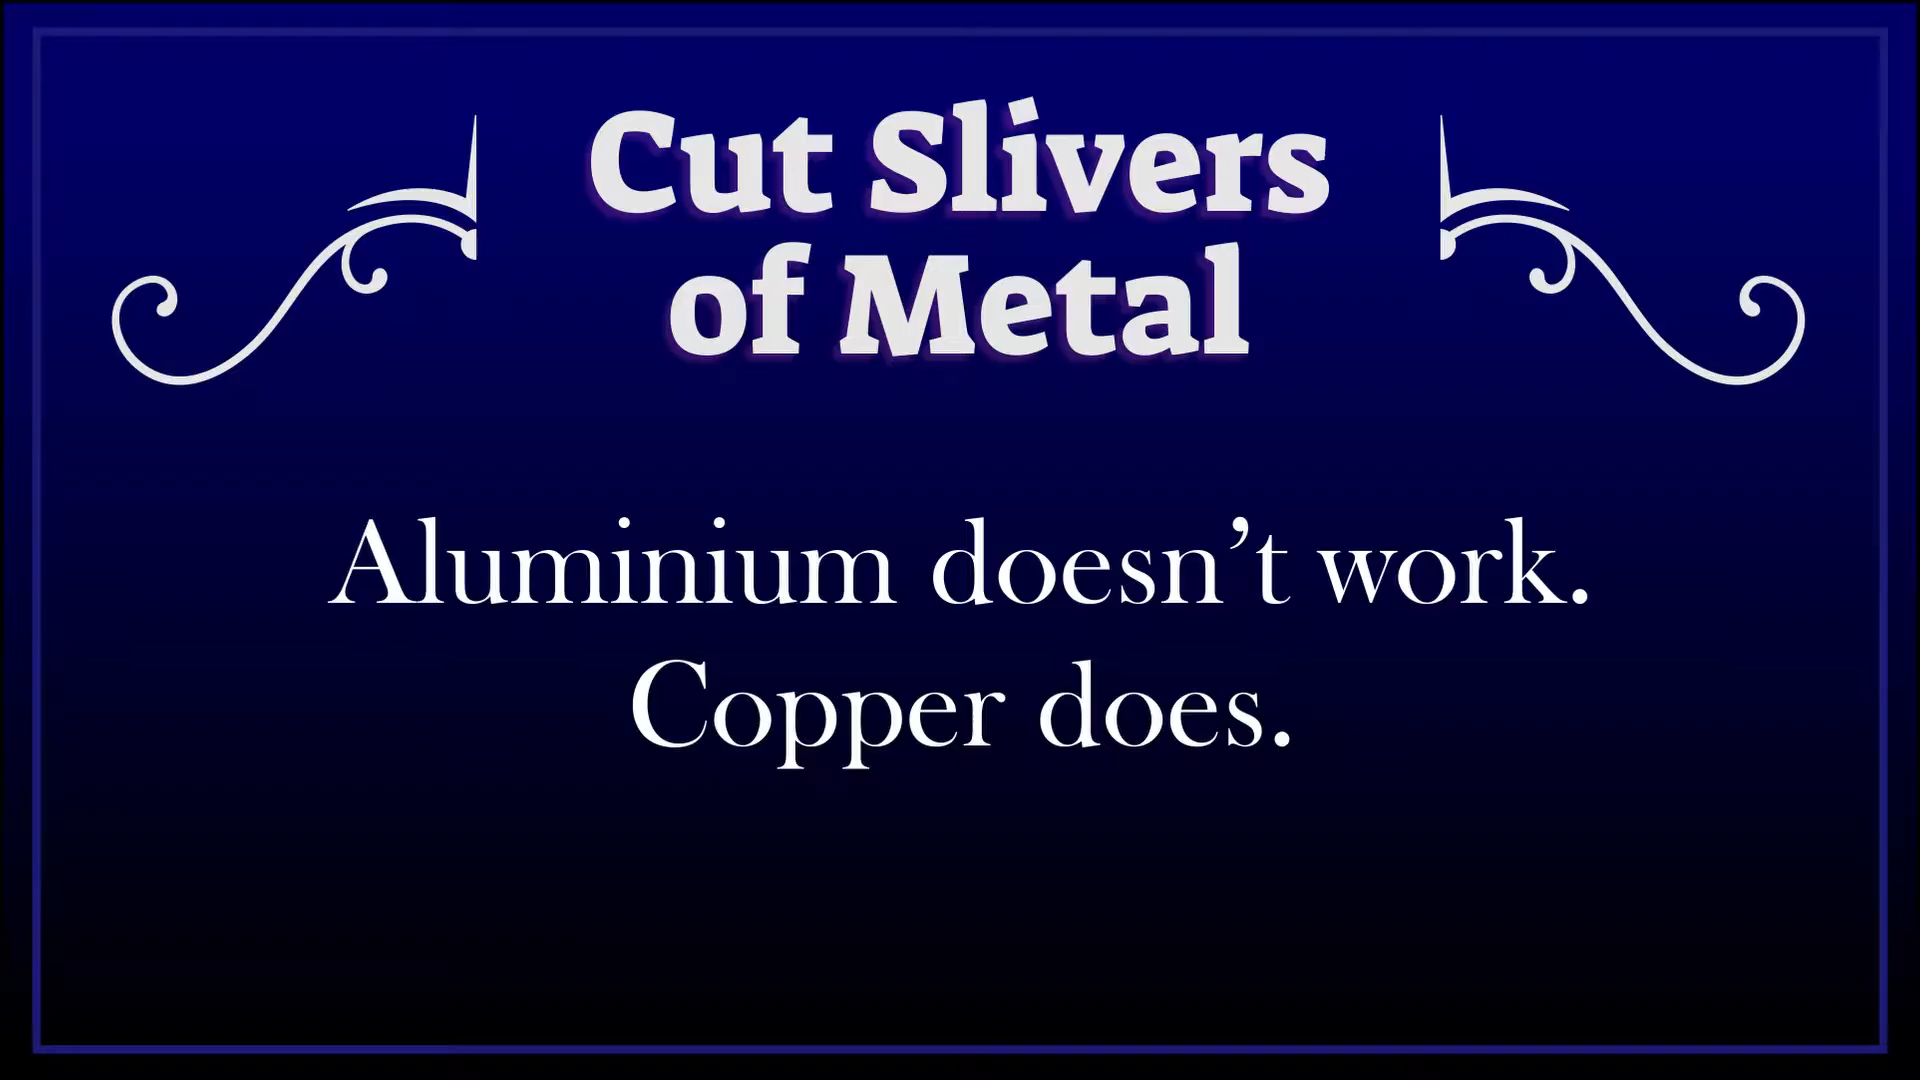 Cut Slivers
of Metal
Aluminium doesn’t work.
Copper does.